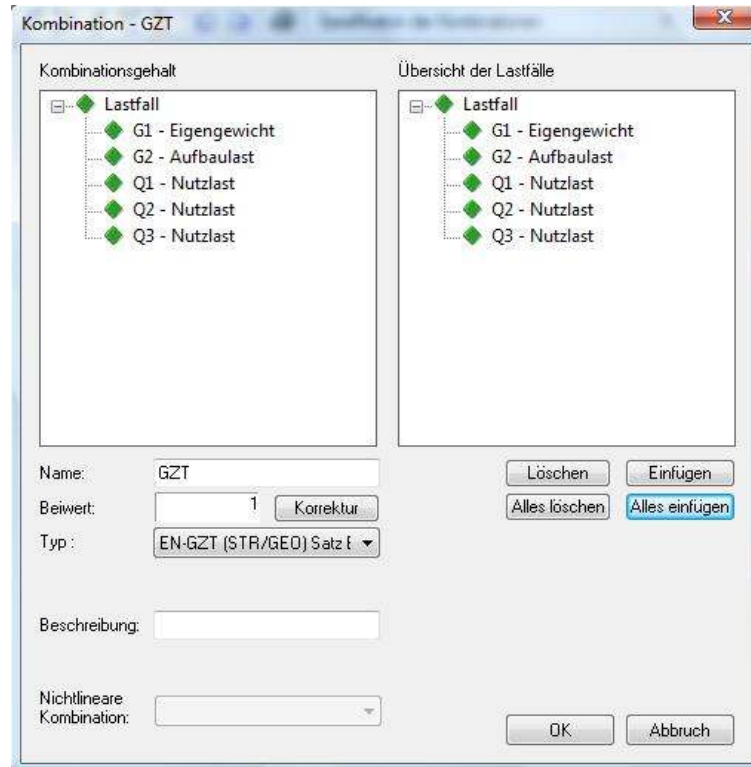 Kombination - GZT
Kombinationsgehalt
Lastfall
G1 - Eigengewicht
G2 - Aufbaulast
Q1 - Nutzlast
Q2 - Nutzlast
Q3 - Nutzlast
Übersicht der Lastfälle
Lastfall
G1 - Eigengewicht
G2 - Aufbaulast
Q1 - Nutzlast
Q2 - Nutzlast
Q3 - Nutzlast
Name: GZT
Beiwert: 1 Korrektur
Typ : EN-GZT (STR/GEO) Satz
Löschen Einfügen
Alles löschen Alles einfügen
Beschreibung:
Nichtlineare
Kombination:
OK Abbruch